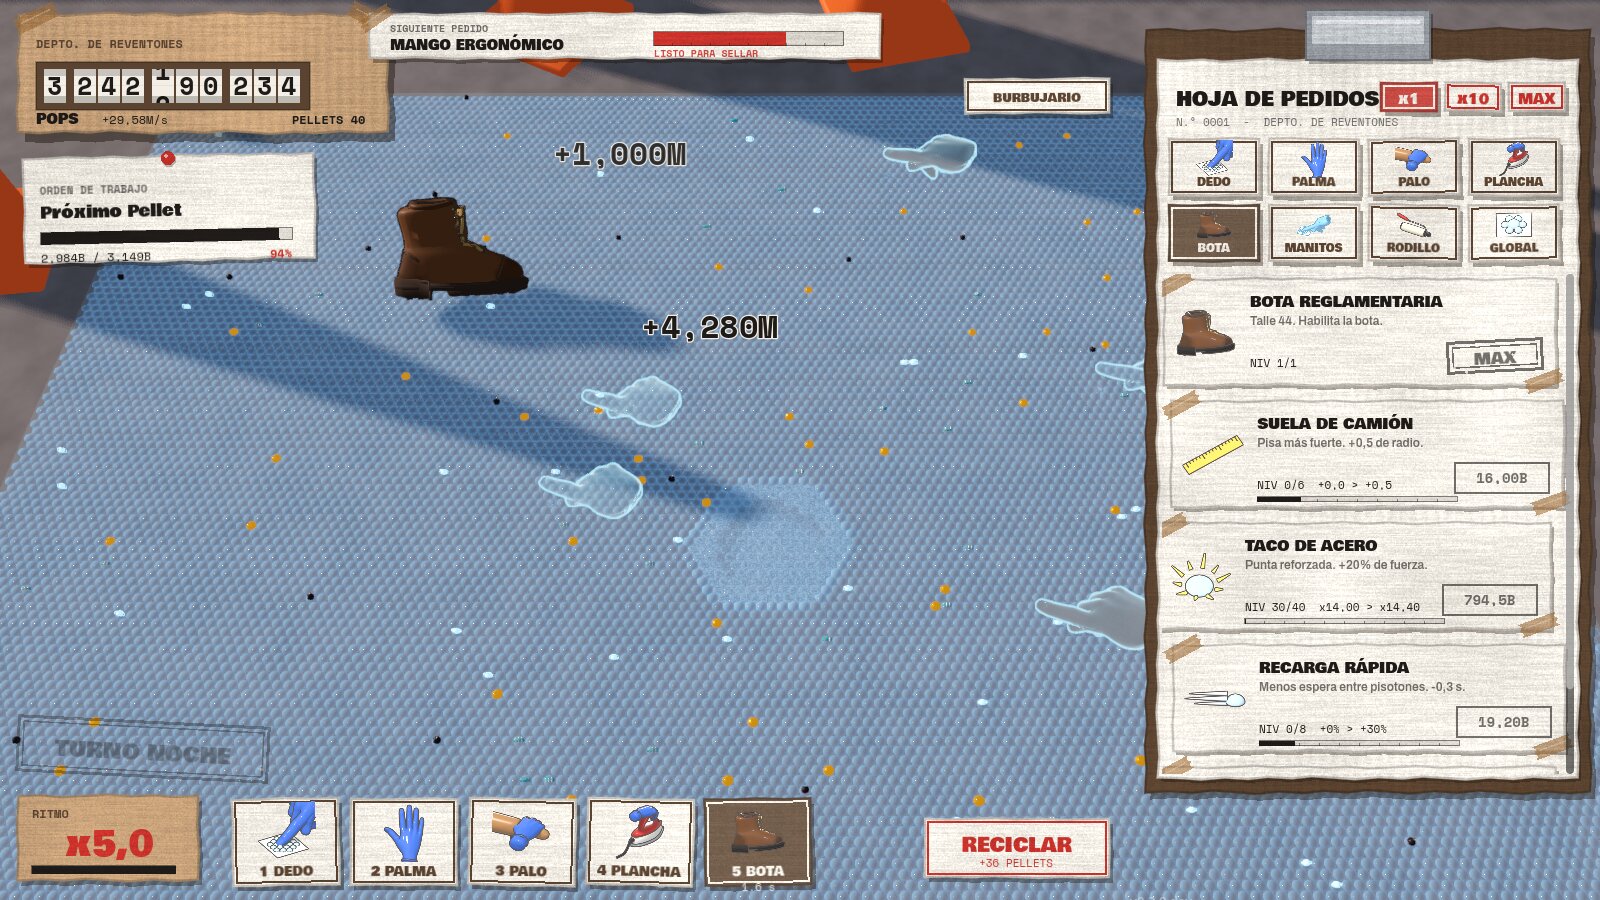 DEPTO. DE REVENTONES
POPS +29,58M/s PELLETS 40
SIGUIENTE PEDIDO
MANGO ERGONÓMICO
LISTO PARA SELLAR
BURBUJARIO
ORDEN DE TRABAJO
Próximo Pellet
2,984B / 3,149B 94%
+1,000M
+4,280M
HOJA DE PEDIDOS x1 x10 MAX
N.° 0001 - DEPTO. DE REVENTONES
DEDO PALMA PALO PLANCHA
BOTA MANITOS RODILLO GLOBAL
BOTA REGLAMENTARIA
Talle 44. Habilita la bota.
NIV 1/1 MAX
SUELA DE CAMIÓN
Pisa más fuerte. +0,5 de radio.
NIV 0/6 +0,0 > +0,5 16,00B
TACO DE ACERO
Punta reforzada. +20% de fuerza.
NIV 30/40 x14,00 > x14,40 794,5B
RECARGA RÁPIDA
Menos espera entre pisotones. -0,3 s.
NIV 0/8 +0% > +30% 19,20B
TURNO NOCHE
RITMO
x5,0
1 DEDO 2 PALMA 3 PALO 4 PLANCHA 5 BOTA
1,6 s
RECICLAR
+36 PELLETS